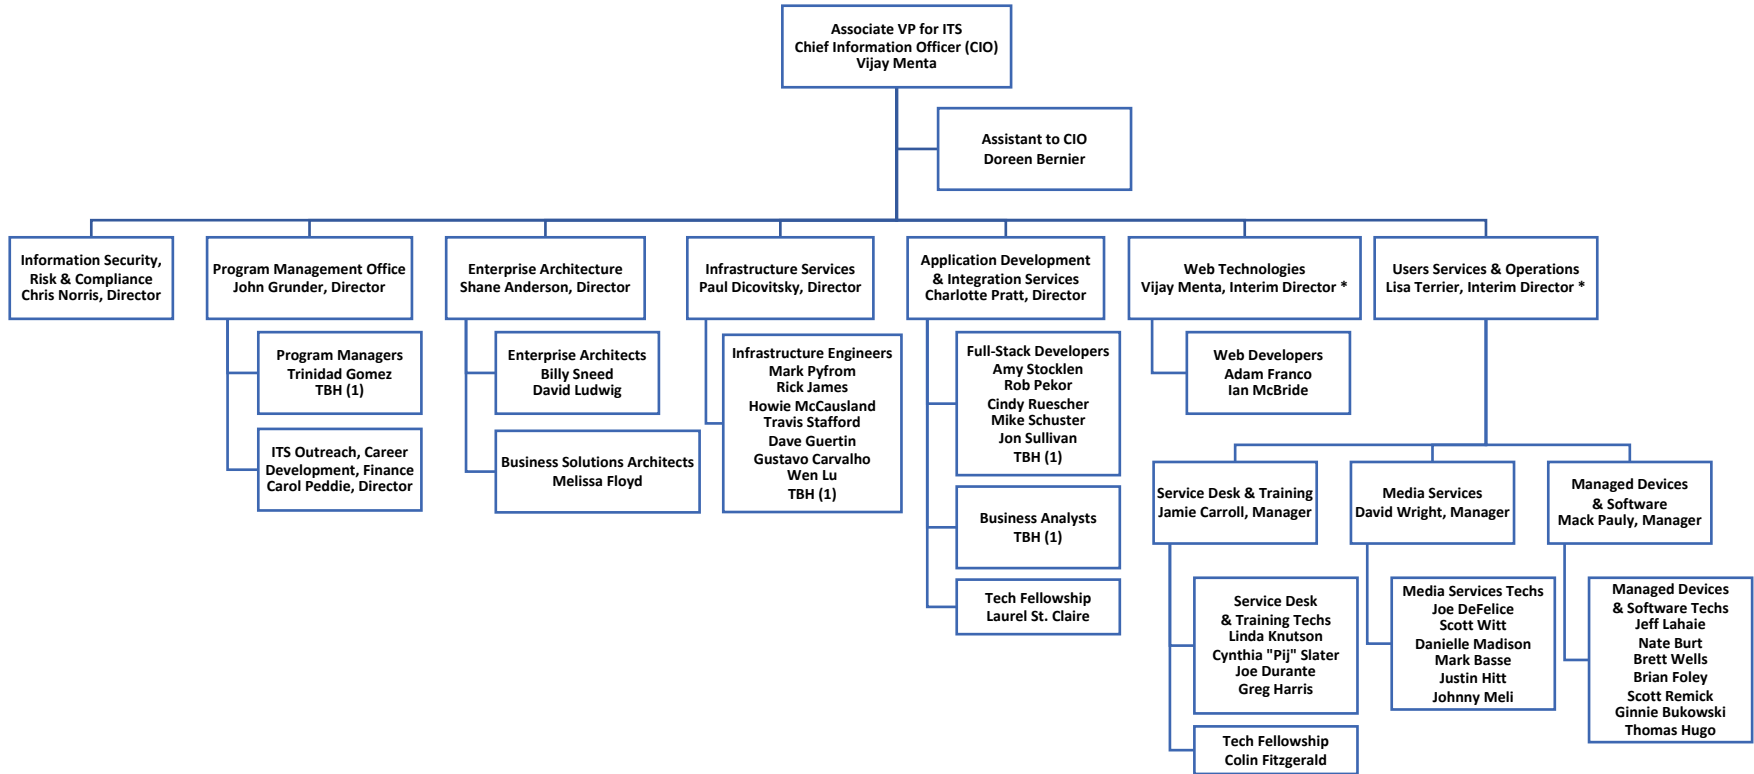 Associate VP for ITS
Chief Information Officer (CIO)
Vijay Menta
Assistant to CIO
Doreen Bernier
Information Security,
Risk & Compliance
Chris Norris, Director
Program Management Office
John Grunder, Director
Enterprise Architecture
Shane Anderson, Director
Infrastructure Services
Paul Dicovitsky, Director
Application Development
& Integration Services
Charlotte Pratt, Director
Web Technologies
Vijay Menta, Interim Director *
Users Services & Operations
Lisa Terrier, Interim Director *
Program Managers
Trinidad Gomez
TBH (1)
ITS Outreach, Career
Development, Finance
Carol Peddie, Director
Enterprise Architects
Billy Sneed
David Ludwig
Business Solutions Architects
Melissa Floyd
Infrastructure Engineers
Mark Pyfrom
Rick James
Howie McCausland
Travis Stafford
Dave Guertin
Gustavo Carvalho
Wen Lu
TBH (1)
Full-Stack Developers
Amy Stocklen
Rob Pekor
Cindy Ruescher
Mike Schuster
Jon Sullivan
TBH (1)
Business Analysts
TBH (1)
Tech Fellowship
Laurel St. Claire
Web Developers
Adam Franco
Ian McBride
Service Desk & Training
Jamie Carroll, Manager
Media Services
David Wright, Manager
Managed Devices
& Software
Mack Pauly, Manager
Service Desk
& Training Techs
Linda Knutson
Cynthia "Pij" Slater
Joe Durante
Greg Harris
Tech Fellowship
Colin Fitzgerald
Media Services Techs
Joe DeFelice
Scott Witt
Danielle Madison
Mark Basse
Justin Hitt
Johnny Meli
Managed Devices
& Software Techs
Jeff Lahaie
Nate Burt
Brett Wells
Brian Foley
Scott Remick
Ginnie Bukowski
Thomas Hugo